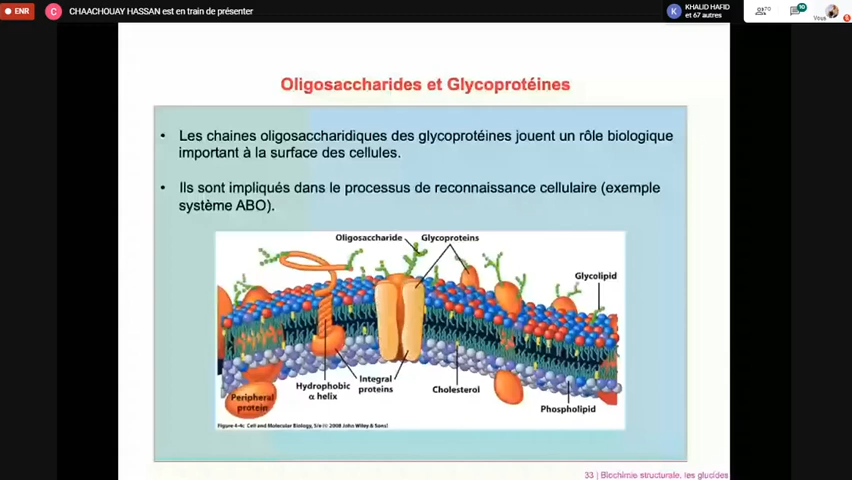 ENR
C
CHAACHOUAY HASSAN est en train de présenter
K
KHALID HAFID
et 67 autres
70
10
Vous
Oligosaccharides et Glycoprotéines
• Les chaines oligosaccharidiques des glycoprotéines jouent un rôle biologique
important à la surface des cellules.
• Ils sont impliqués dans le processus de reconnaissance cellulaire (exemple
système ABO).
Oligosaccharide
Glycoproteins
Glycolipid
Hydrophobic
α helix
Integral
proteins
Cholesterol
Peripheral
protein
Phospholipid
Figure 4-4c Cell and Molecular Biology, 5/e (© 2008 John Wiley & Sons)
33 | Biochimie structurale, les glucides